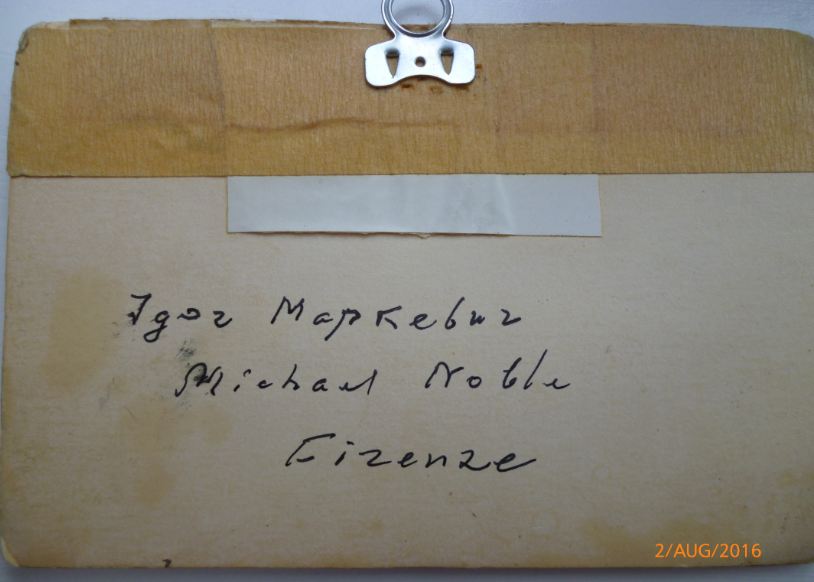 Igor Маркевич
Michael Noble
Firenze
2/AUG/2016